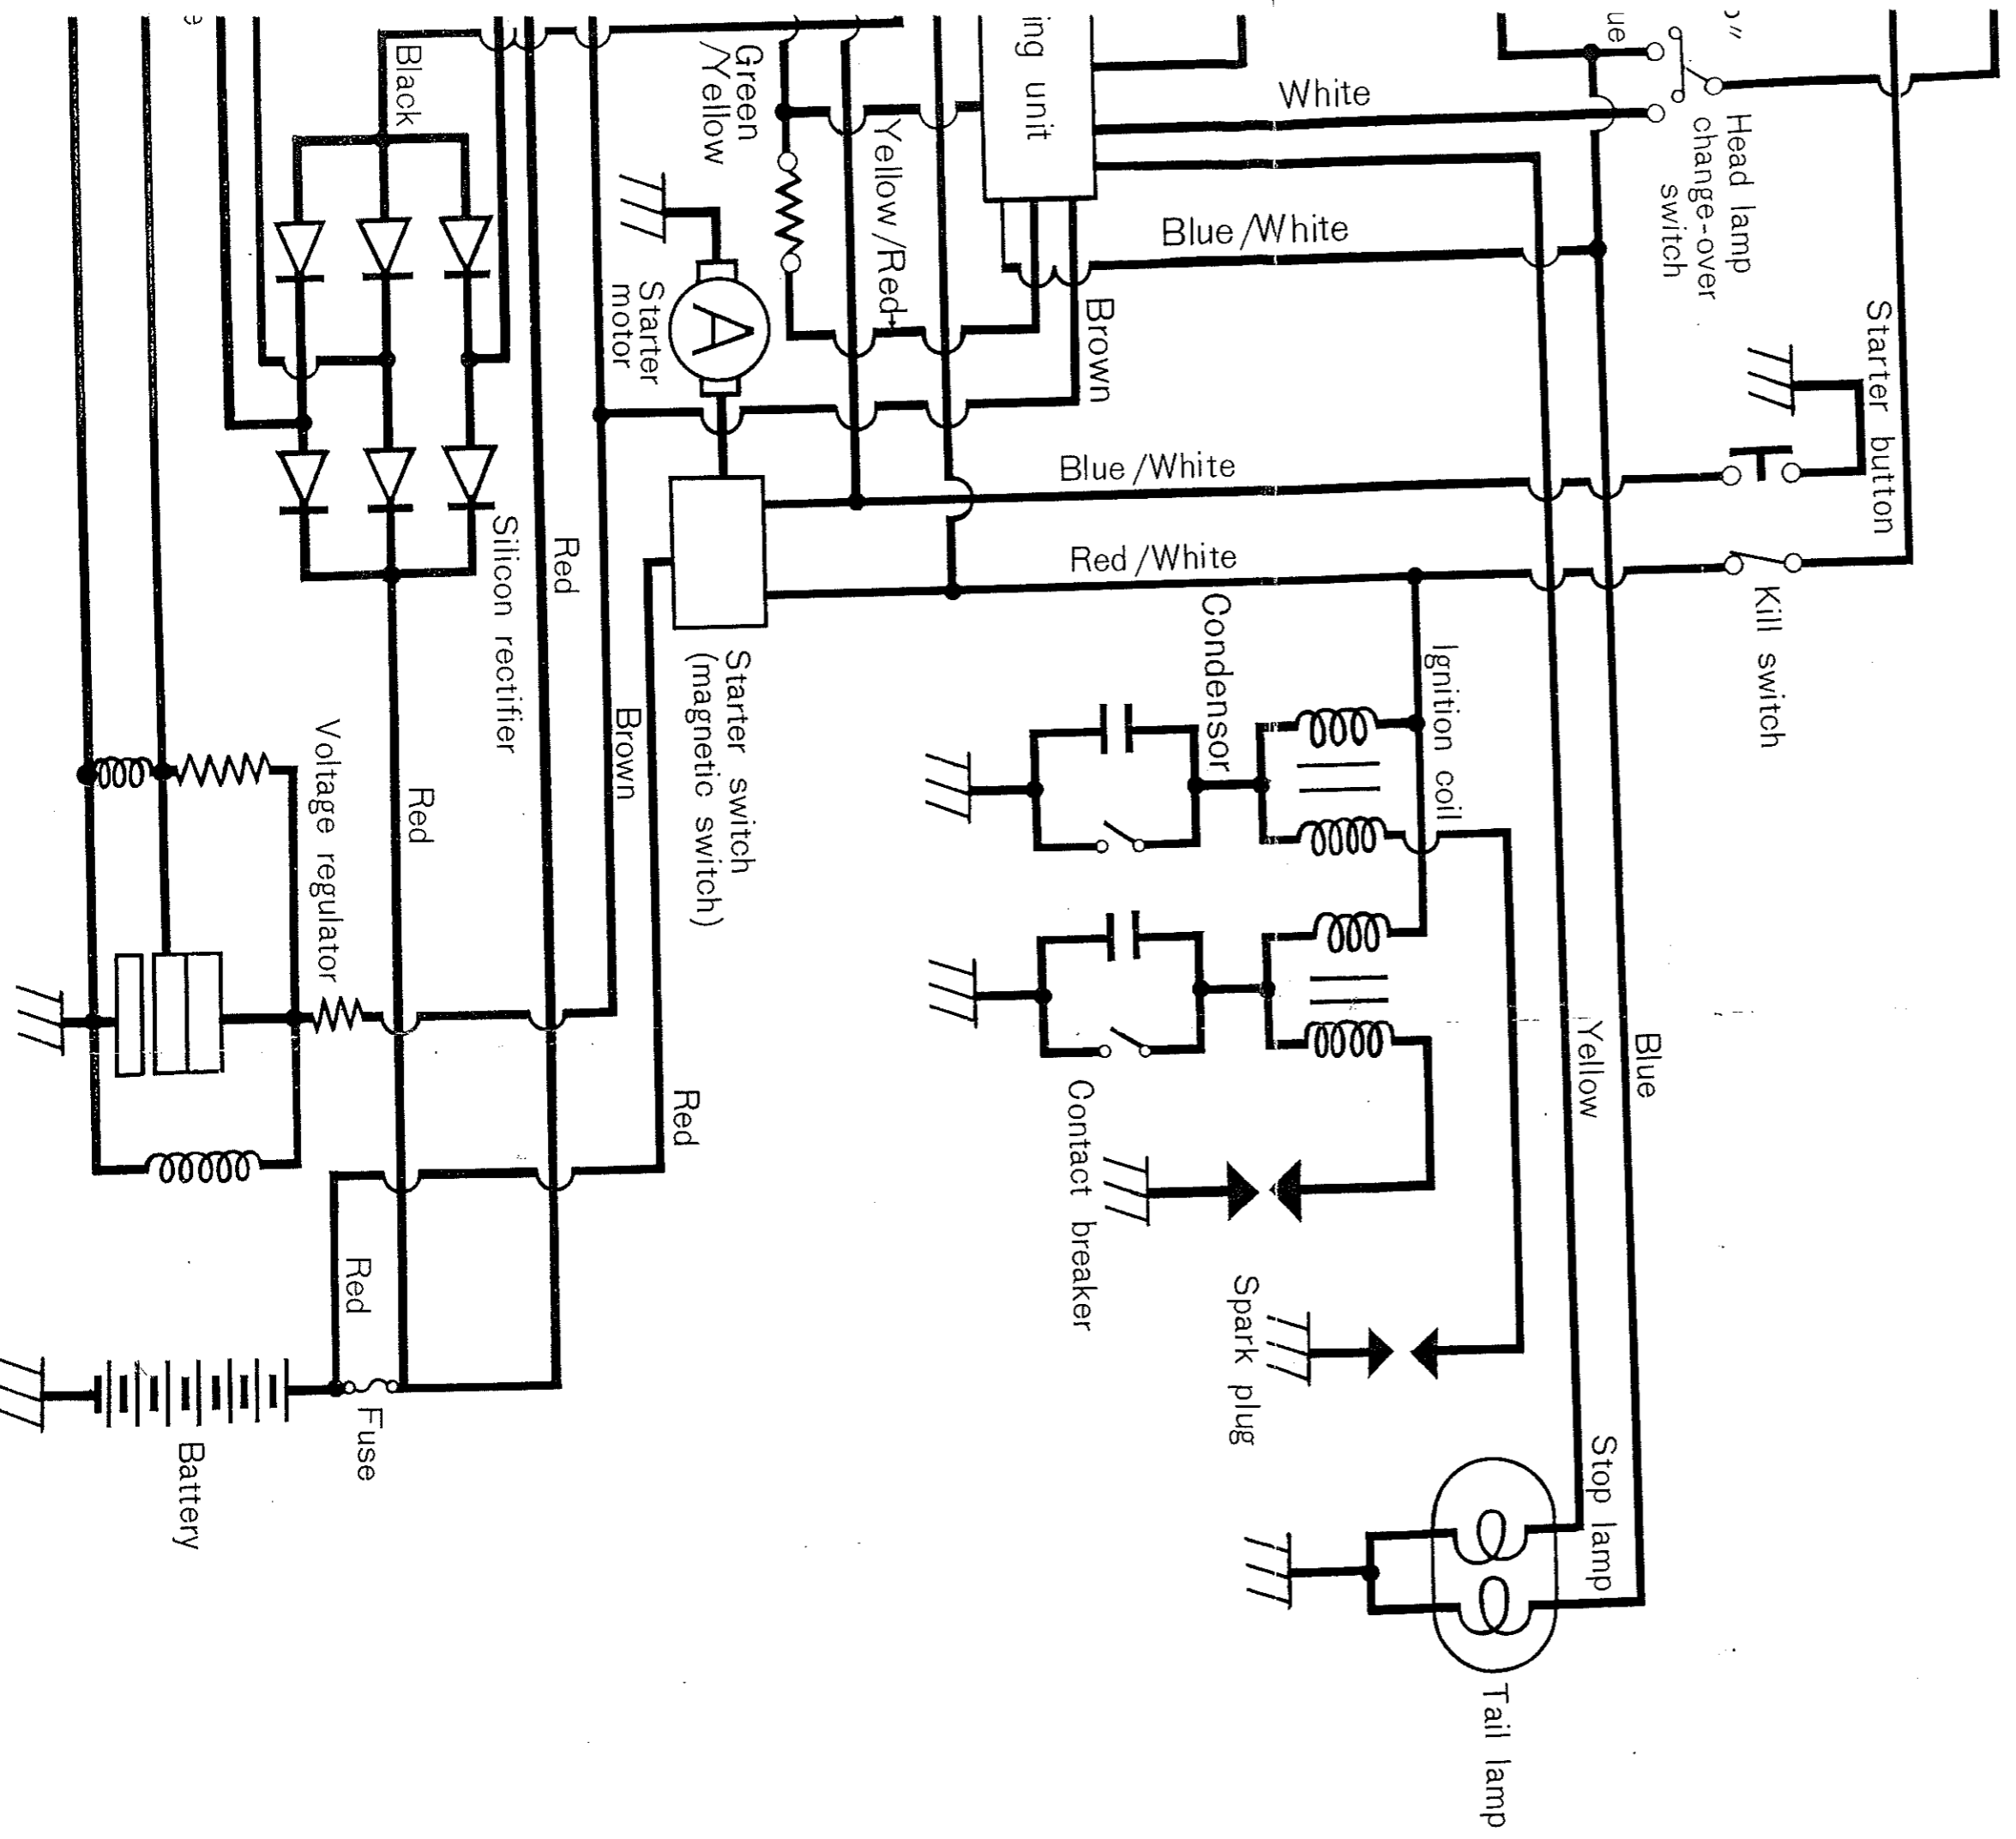 White
Head lamp
change-over
switch
ing unit
Black
Green
/Yellow
Yellow/Red
Blue/White
Brown
Starter
motor
A
Starter button
Blue/White
Red/White
Red
Silicon rectifier
Kill switch
Condensor
Ignition coil
Starter switch
(magnetic switch)
Brown
Red
Voltage regulator
Red
Contact breaker
Yellow
Blue
Red
Fuse
Battery
Spark plug
Stop lamp
Tail lamp